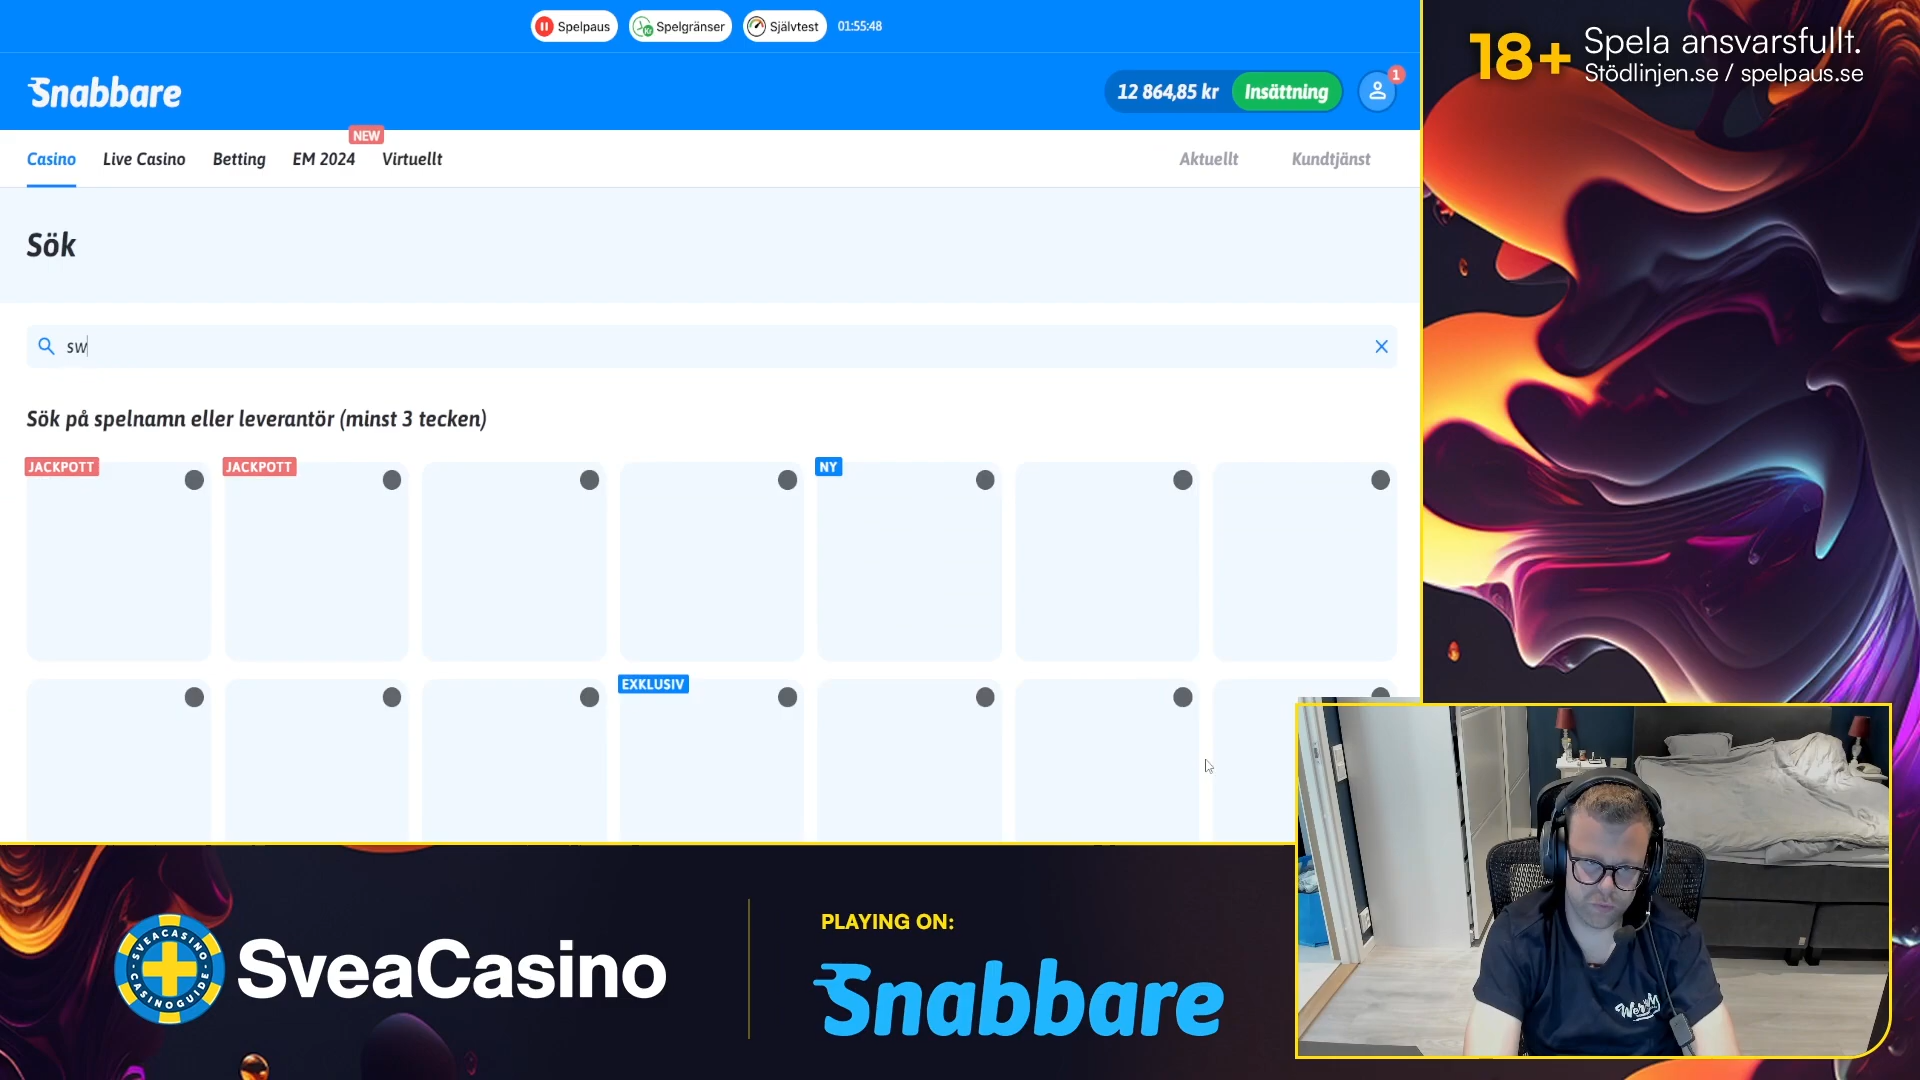 Spelpaus
Spelgränser
Självtest
01:55:48
18+
Spela ansvarsfullt.
Stödlinjen.se / spelpaus.se
Snabbare
12 864,85 kr
Insättning
1
NEW
Casino
Live Casino
Betting
EM 2024
Virtuellt
Aktuellt
Kundtjänst
Sök
sw
Sök på spelnamn eller leverantör (minst 3 tecken)
JACKPOTT
JACKPOTT
NY
EXKLUSIV
SVEACASINO
CASINOGUIDE
SveaCasino
PLAYING ON:
Snabbare